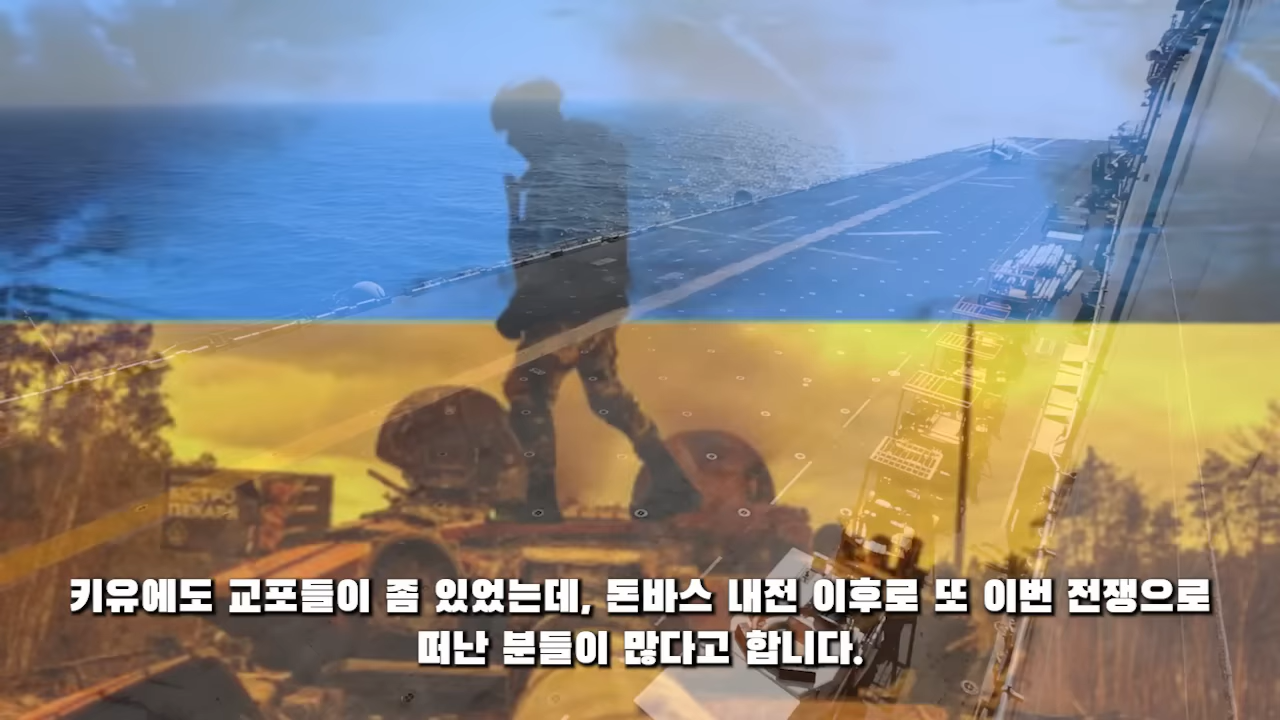 БІСТРО
ПЕКАРЯ
키유에도 교포들이 좀 있었는데, 돈바스 내전 이후로 또 이번 전쟁으로
떠난 분들이 많다고 합니다.